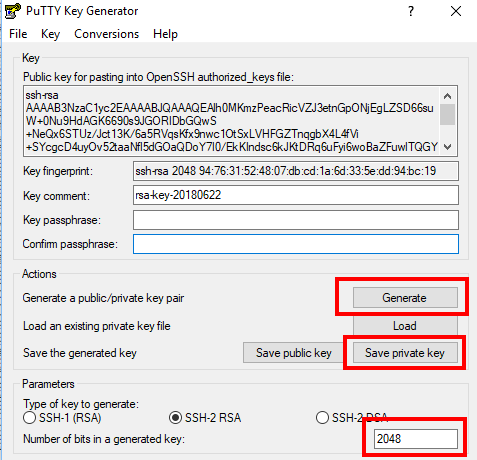 PuTTY Key Generator
File Key Conversions Help
Key
Public key for pasting into OpenSSH authorized_keys file:
ssh-rsa
AAAAB3NzaC1yc2EAAAABJQAAAQEAlh0MKmzPeacRicVZJ3etnGpONjEgLZSD66su
W+0Nu9HdAGK6690s9JGORIDbGQwS
+NeQx6STUz/Jct13K/6a5RVqsKfx9nwc1OtSxLVHFGZTnqgbX4L4fVi
+SYcgcD4uyOv52taaNfl5dGOaQDoY7I0/EkKlndsc6kJKtDRq6uFyi6woBaZFuwlTQGY
Key fingerprint: ssh-rsa 2048 94:76:31:52:48:07:db:cd:1a:6d:33:5e:dd:94:bc:19
Key comment: rsa-key-20180622
Key passphrase:
Confirm passphrase:
Actions
Generate a public/private key pair Generate
Load an existing private key file Load
Save the generated key Save public key Save private key
Parameters
Type of key to generate:
SSH-1 (RSA) SSH-2 RSA SSH-2 DSA
Number of bits in a generated key: 2048